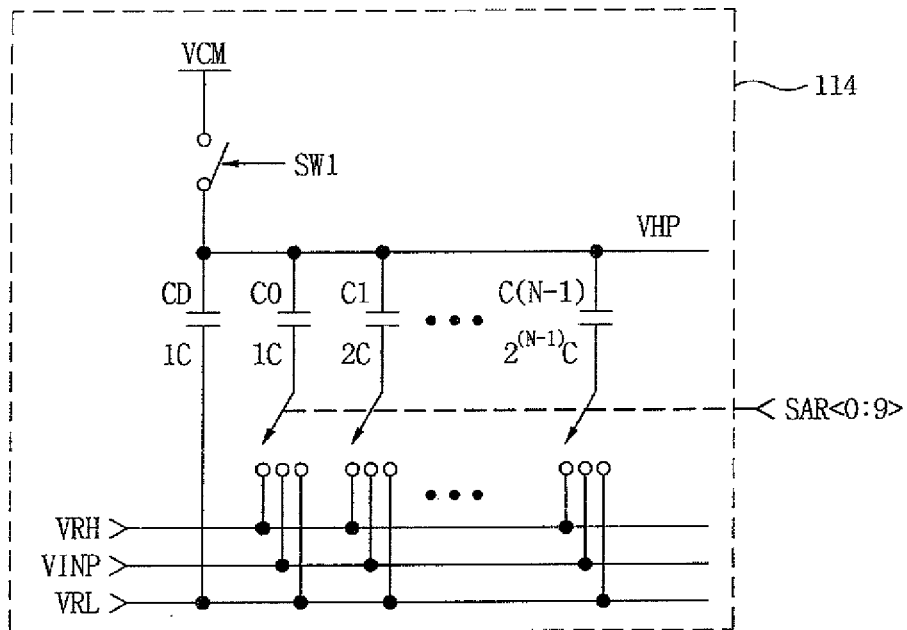 VCM
114
SW1
VHP
CD C0 C1 C(N-1)
1C 1C 2C 2^(N-1)C
SAR<0:9>
VRH
VINP
VRL